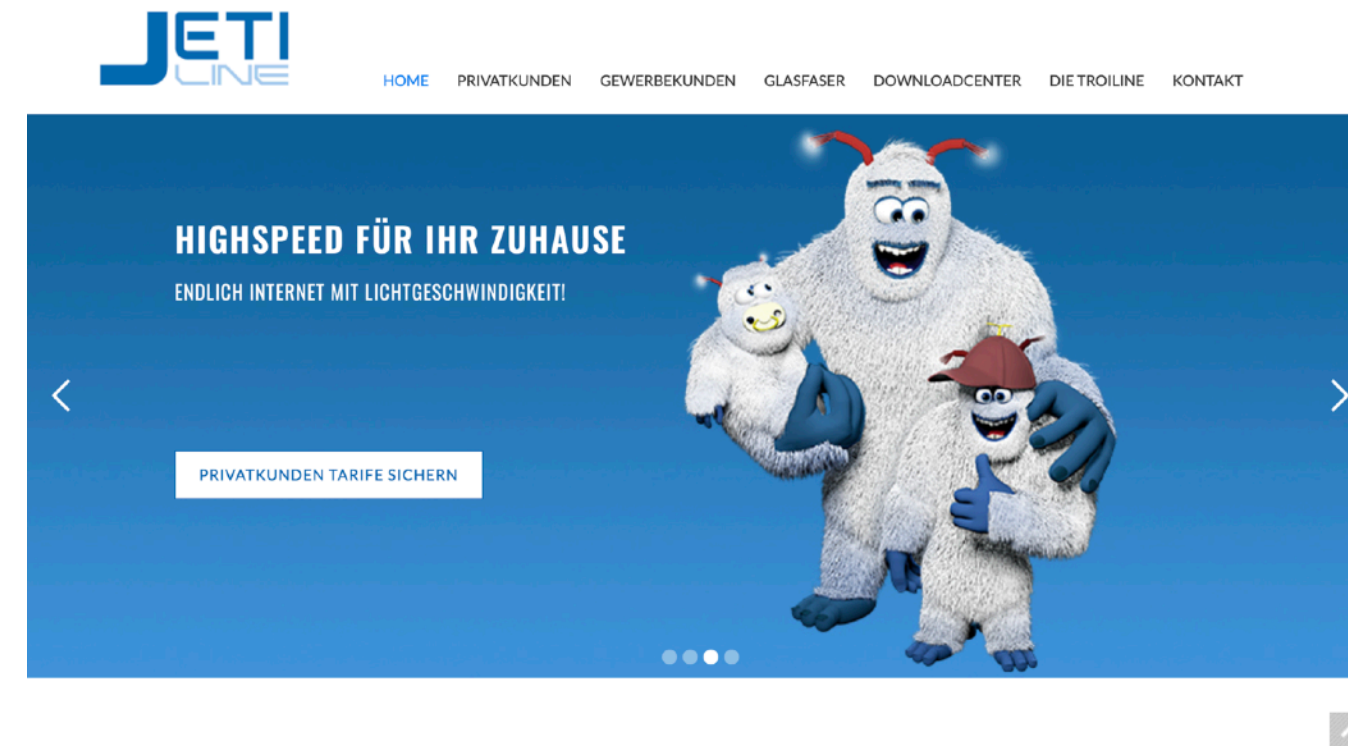 JETI
LINE
HOME PRIVATKUNDEN GEWERBEKUNDEN GLASFASER DOWNLOADCENTER DIE TROILINE KONTAKT
HIGHSPEED FÜR IHR ZUHAUSE
ENDLICH INTERNET MIT LICHTGESCHWINDIGKEIT!
PRIVATKUNDEN TARIFE SICHERN